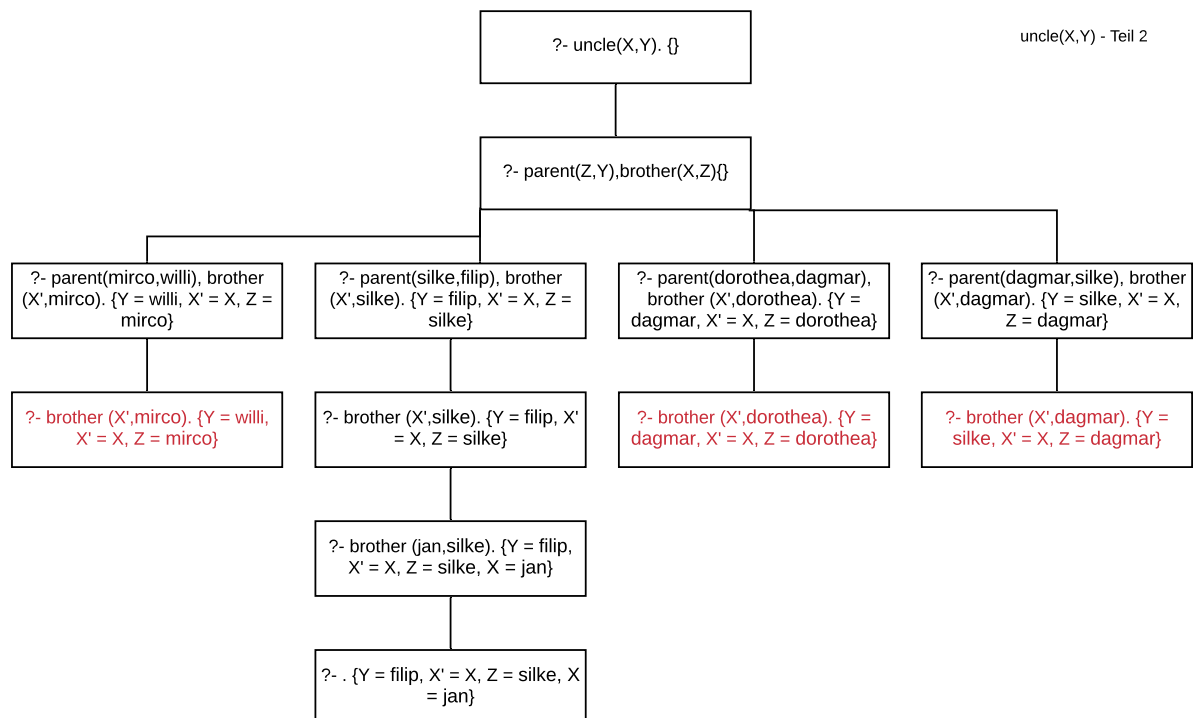 ?- uncle(X,Y). {}
uncle(X,Y) - Teil 2
?- parent(Z,Y),brother(X,Z){}
?- parent(mirco,willi), brother
(X',mirco). {Y = willi, X' = X, Z =
mirco}
?- parent(silke,filip), brother
(X',silke). {Y = filip, X' = X, Z =
silke}
?- parent(dorothea,dagmar),
brother (X',dorothea). {Y =
dagmar, X' = X, Z = dorothea}
?- parent(dagmar,silke), brother
(X',dagmar). {Y = silke, X' = X,
Z = dagmar}
?- brother (X',mirco). {Y = willi,
X' = X, Z = mirco}
?- brother (X',silke). {Y = filip, X'
= X, Z = silke}
?- brother (X',dorothea). {Y =
dagmar, X' = X, Z = dorothea}
?- brother (X',dagmar). {Y =
silke, X' = X, Z = dagmar}
?- brother (jan,silke). {Y = filip,
X' = X, Z = silke, X = jan}
?- . {Y = filip, X' = X, Z = silke, X
= jan}